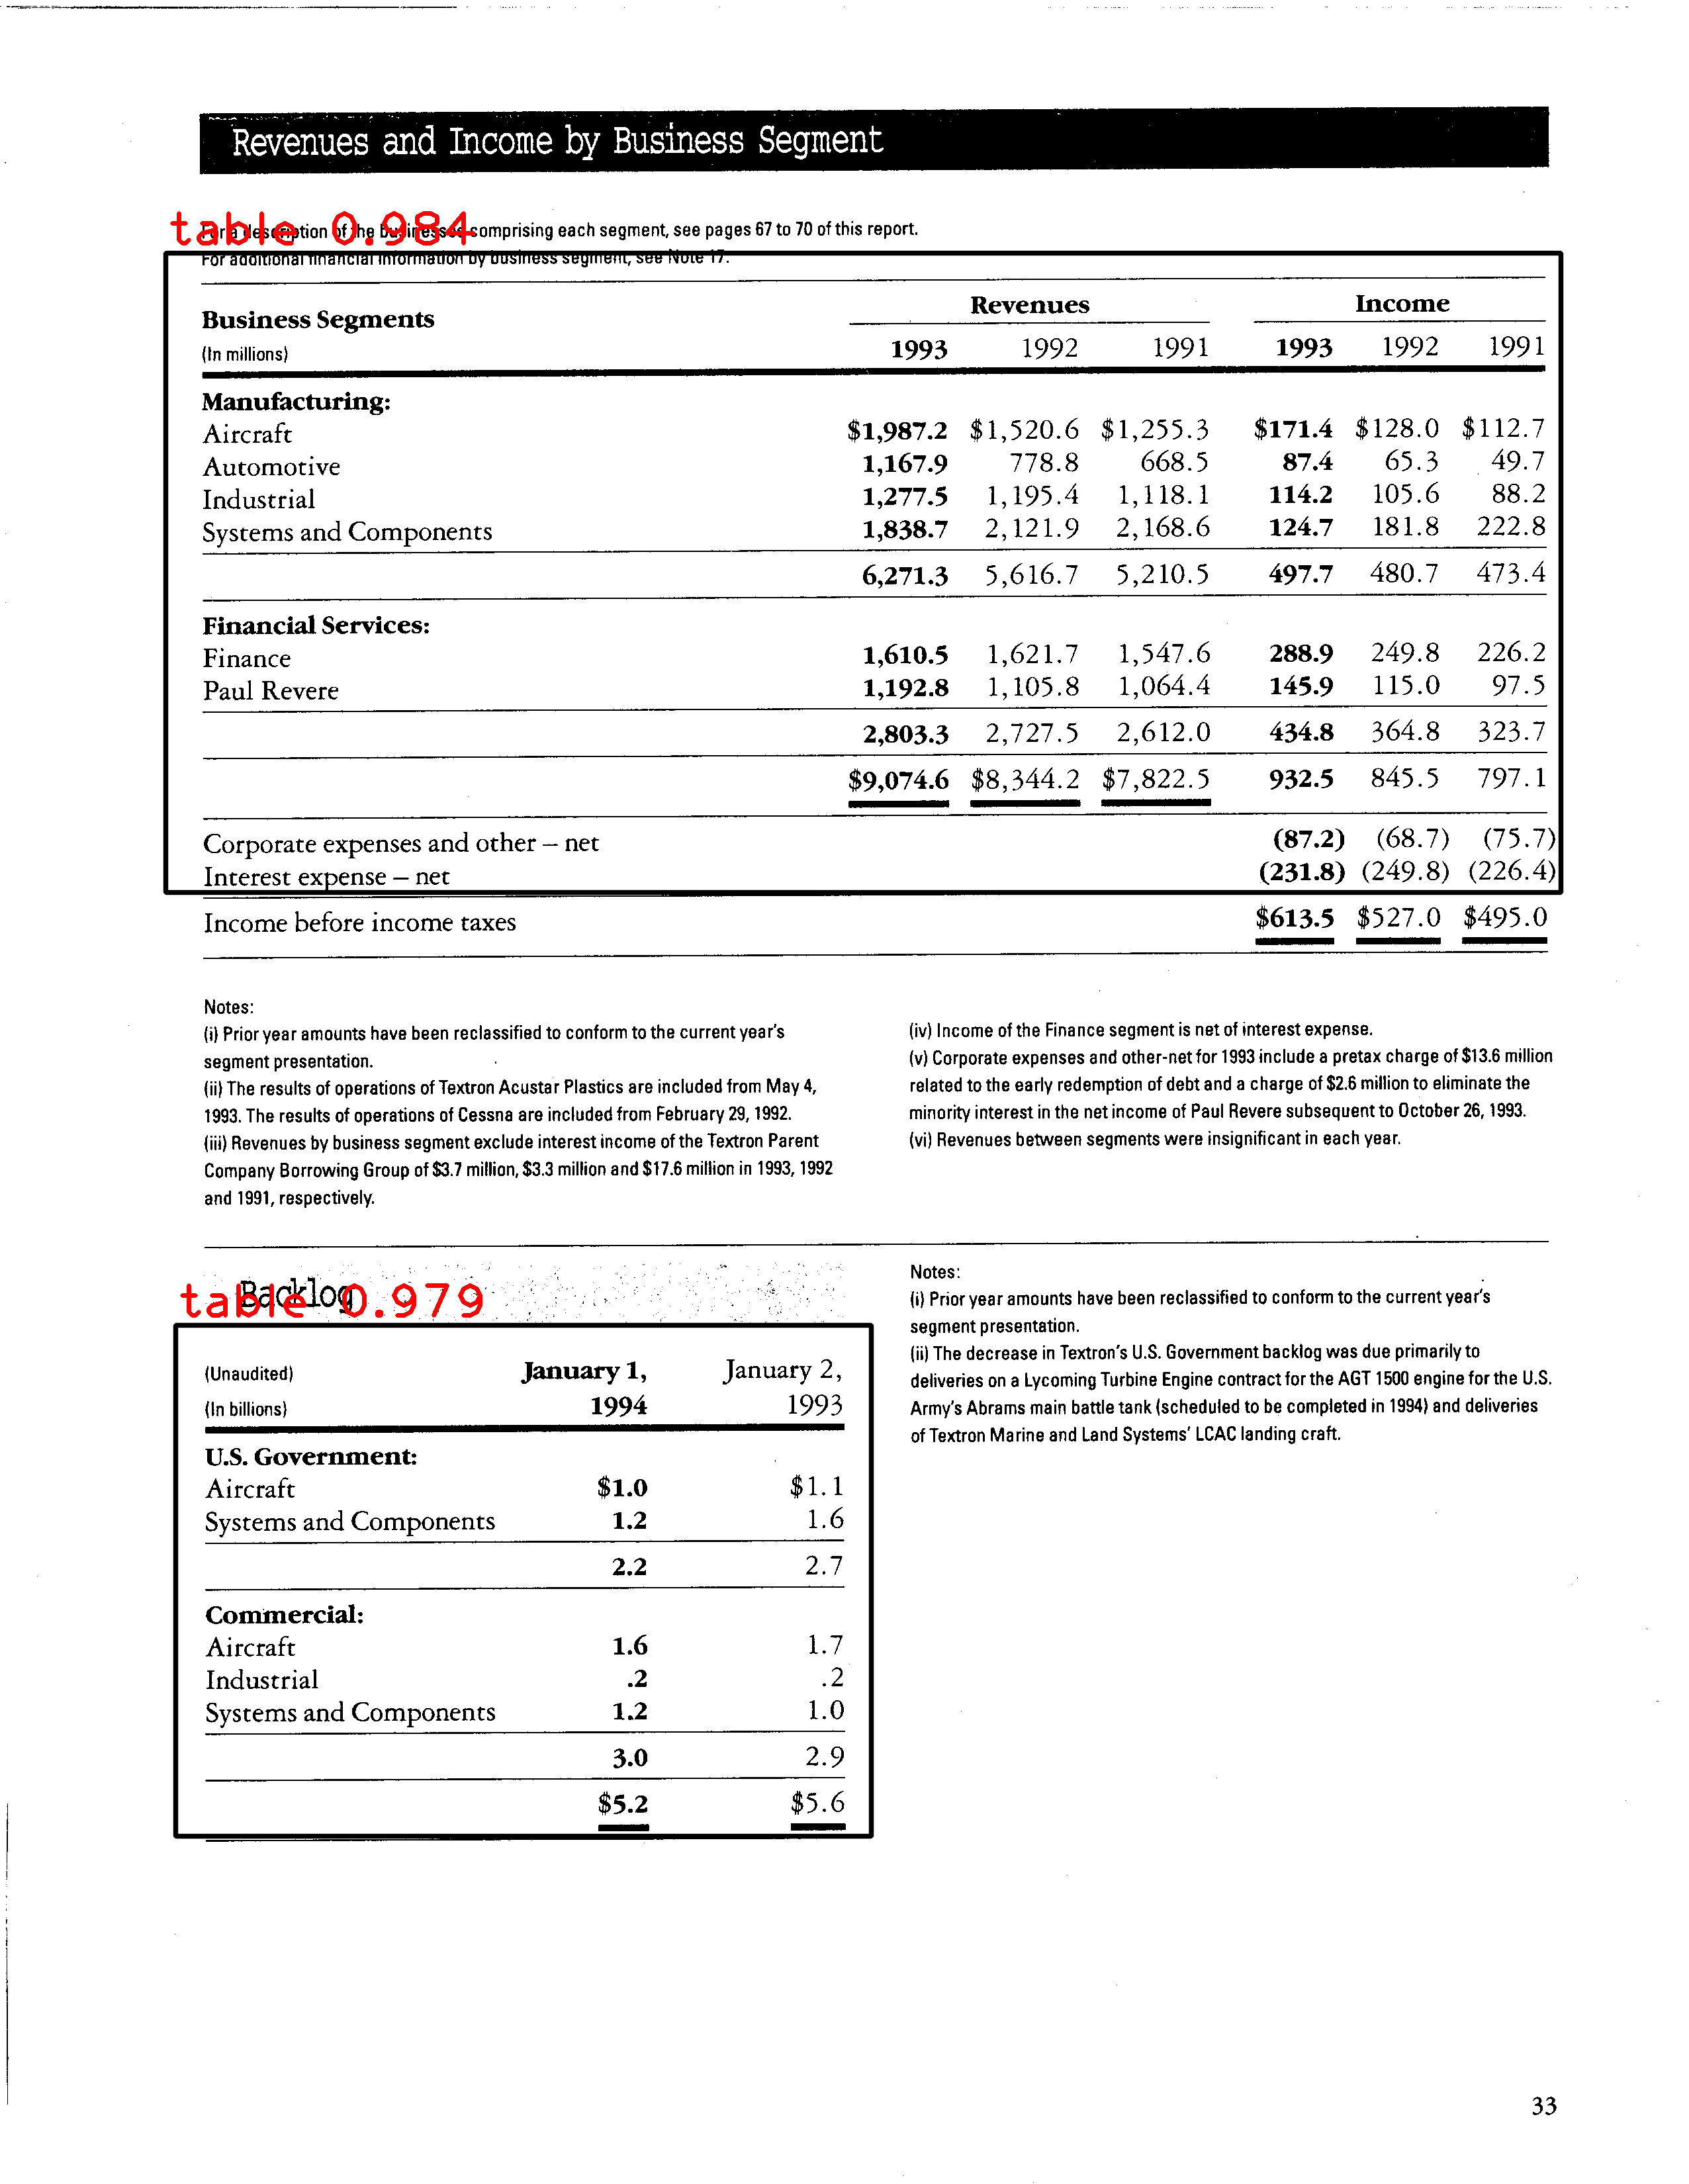 Revenues and Income by Business Segment
table 0.984
For a description of the businesses comprising each segment, see pages 67 to 70 of this report.
For additional financial information by business segment, see Note 17.
Revenues Income
Business Segments
(In millions) 1993 1992 1991 1993 1992 1991
Manufacturing:
Aircraft $1,987.2 $1,520.6 $1,255.3 $171.4 $128.0 $112.7
Automotive 1,167.9 778.8 668.5 87.4 65.3 49.7
Industrial 1,277.5 1,195.4 1,118.1 114.2 105.6 88.2
Systems and Components 1,838.7 2,121.9 2,168.6 124.7 181.8 222.8
6,271.3 5,616.7 5,210.5 497.7 480.7 473.4
Financial Services:
Finance 1,610.5 1,621.7 1,547.6 288.9 249.8 226.2
Paul Revere 1,192.8 1,105.8 1,064.4 145.9 115.0 97.5
2,803.3 2,727.5 2,612.0 434.8 364.8 323.7
$9,074.6 $8,344.2 $7,822.5 932.5 845.5 797.1
Corporate expenses and other – net (87.2) (68.7) (75.7)
Interest expense – net (231.8) (249.8) (226.4)
Income before income taxes $613.5 $527.0 $495.0
Notes:
(i) Prior year amounts have been reclassified to conform to the current year's
segment presentation.
(ii) The results of operations of Textron Acustar Plastics are included from May 4,
1993. The results of operations of Cessna are included from February 29, 1992.
(iii) Revenues by business segment exclude interest income of the Textron Parent
Company Borrowing Group of $3.7 million, $3.3 million and $17.6 million in 1993, 1992
and 1991, respectively.
(iv) Income of the Finance segment is net of interest expense.
(v) Corporate expenses and other-net for 1993 include a pretax charge of $13.6 million
related to the early redemption of debt and a charge of $2.6 million to eliminate the
minority interest in the net income of Paul Revere subsequent to October 26, 1993.
(vi) Revenues between segments were insignificant in each year.
Backlog
table 0.979
(Unaudited) January 1, January 2,
(In billions) 1994 1993
U.S. Government:
Aircraft $1.0 $1.1
Systems and Components 1.2 1.6
2.2 2.7
Commercial:
Aircraft 1.6 1.7
Industrial .2 .2
Systems and Components 1.2 1.0
3.0 2.9
$5.2 $5.6
Notes:
(i) Prior year amounts have been reclassified to conform to the current year's
segment presentation.
(ii) The decrease in Textron's U.S. Government backlog was due primarily to
deliveries on a Lycoming Turbine Engine contract for the AGT 1500 engine for the U.S.
Army's Abrams main battle tank (scheduled to be completed in 1994) and deliveries
of Textron Marine and Land Systems' LCAC landing craft.
33